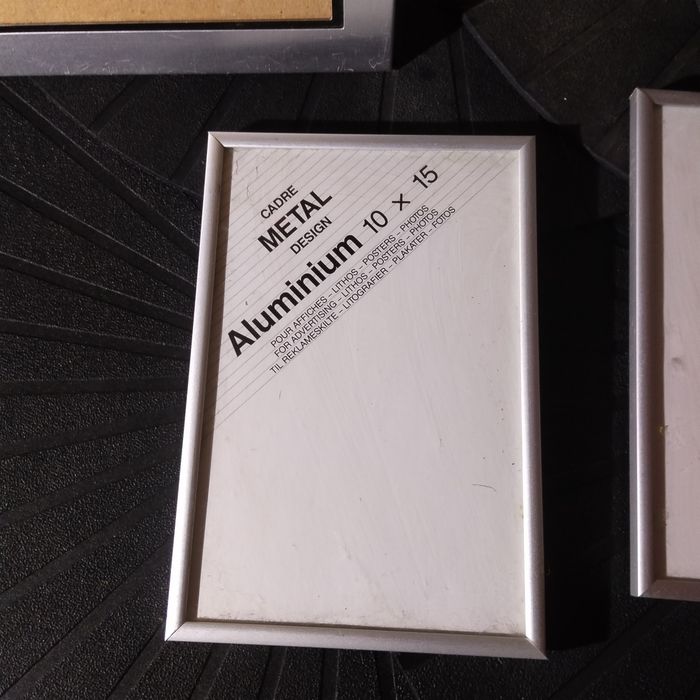 CADRE
METAL
DESIGN
Aluminium 10 × 15
POUR AFFICHES – LITHOS – POSTERS – PHOTOS
FOR ADVERTISING – LITHOS – POSTERS – PHOTOS
TIL REKLAMESKILTE – LITOGRAFIER – PLAKATER – FOTOS